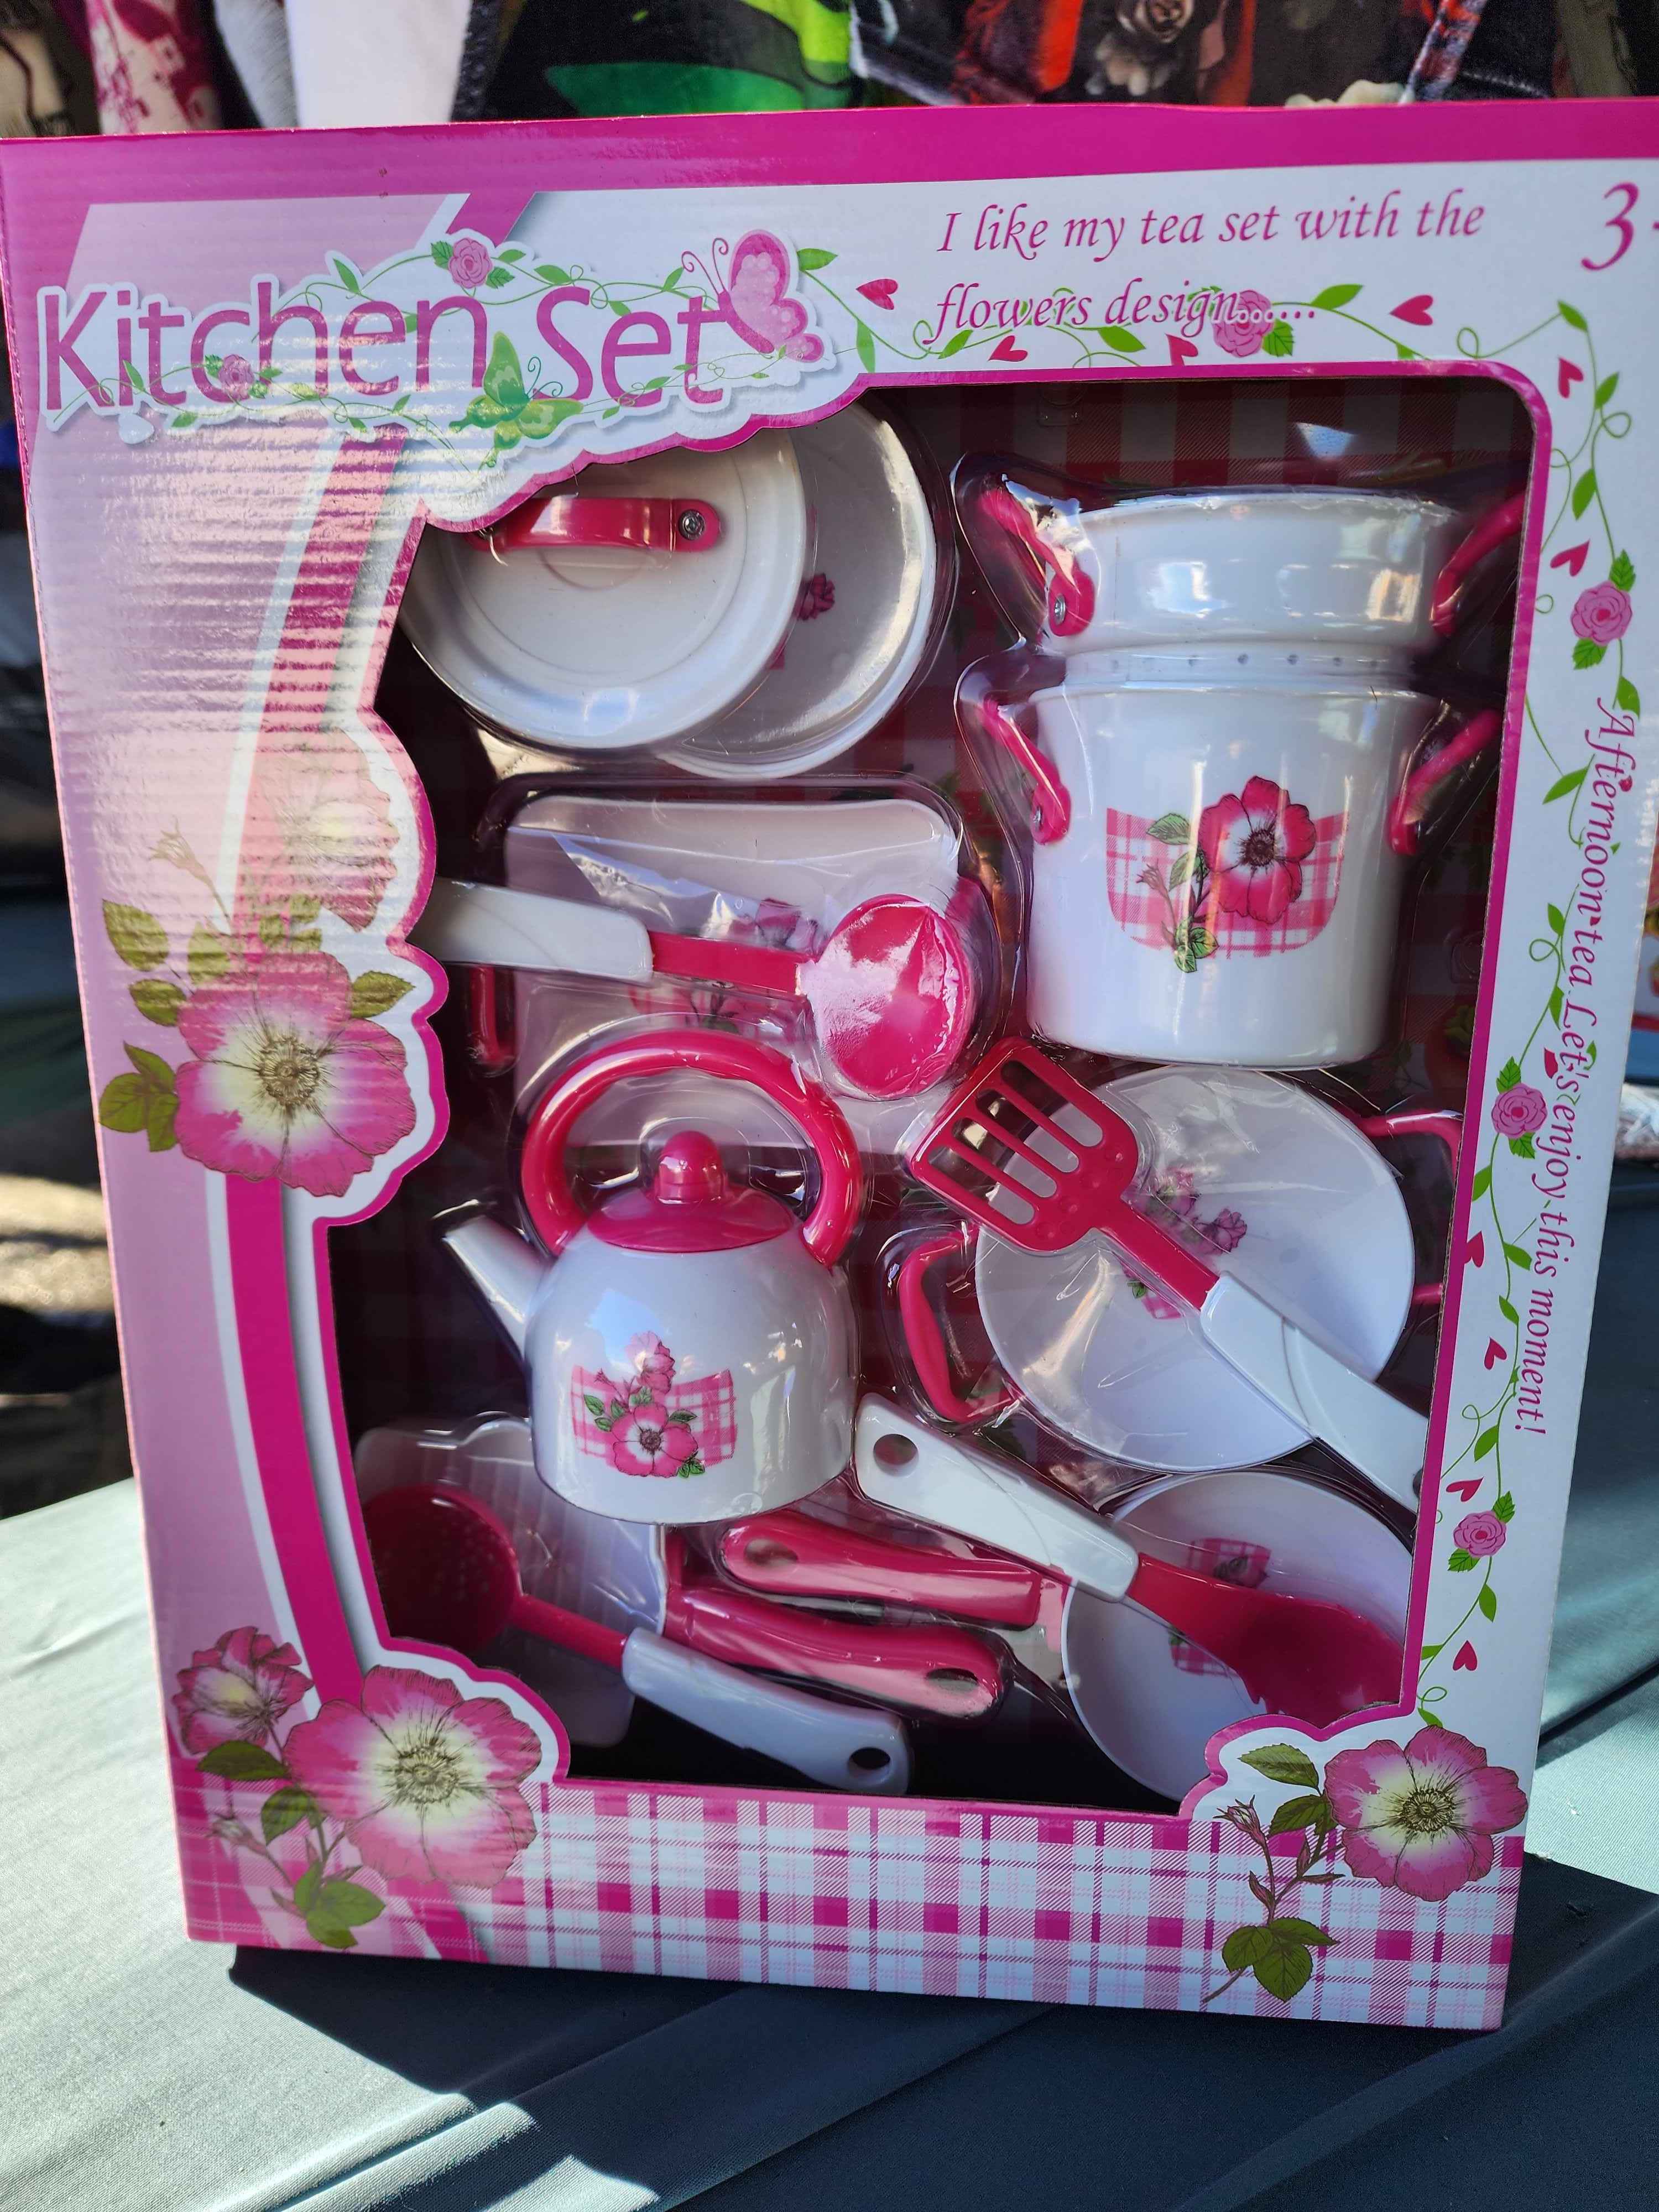 Kitchen Set
I like my tea set with the
flowers design......
3+
Afternoon tea Let's enjoy this moment!